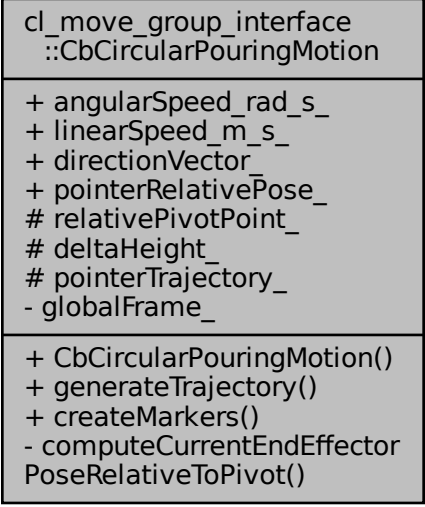 cl_move_group_interface
::CbCircularPouringMotion
+ angularSpeed_rad_s_
+ linearSpeed_m_s_
+ directionVector_
+ pointerRelativePose_
# relativePivotPoint_
# deltaHeight_
# pointerTrajectory_
- globalFrame_
+ CbCircularPouringMotion()
+ generateTrajectory()
+ createMarkers()
- computeCurrentEndEffector
PoseRelativeToPivot()